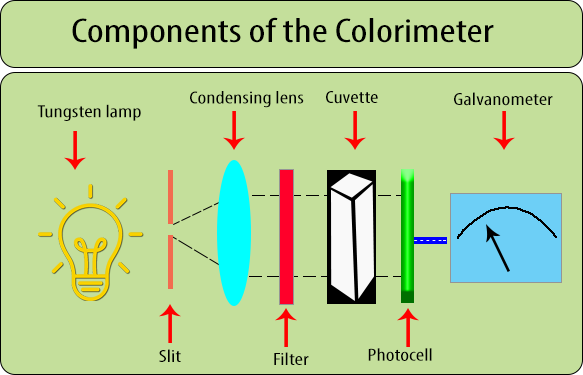 Components of the Colorimeter
Tungsten lamp
Condensing lens
Cuvette
Galvanometer
Slit
Filter
Photocell